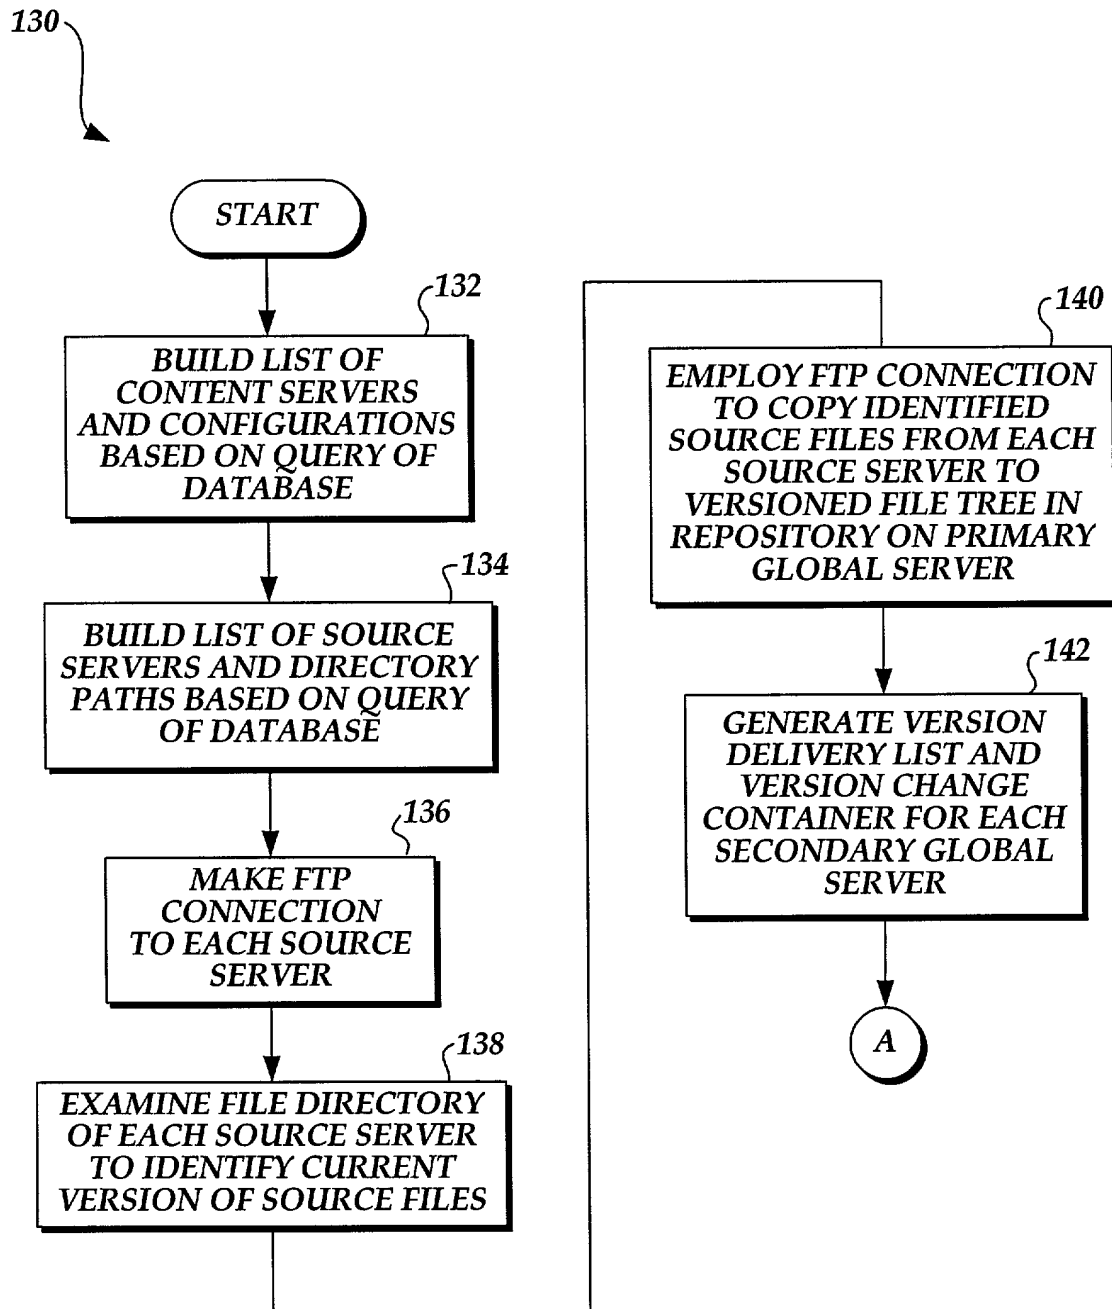 130
START
132
BUILD LIST OF
CONTENT SERVERS
AND CONFIGURATIONS
BASED ON QUERY OF
DATABASE
134
BUILD LIST OF SOURCE
SERVERS AND DIRECTORY
PATHS BASED ON QUERY
OF DATABASE
136
MAKE FTP
CONNECTION
TO EACH SOURCE
SERVER
138
EXAMINE FILE DIRECTORY
OF EACH SOURCE SERVER
TO IDENTIFY CURRENT
VERSION OF SOURCE FILES
140
EMPLOY FTP CONNECTION
TO COPY IDENTIFIED
SOURCE FILES FROM EACH
SOURCE SERVER TO
VERSIONED FILE TREE IN
REPOSITORY ON PRIMARY
GLOBAL SERVER
142
GENERATE VERSION
DELIVERY LIST AND
VERSION CHANGE
CONTAINER FOR EACH
SECONDARY GLOBAL
SERVER
A